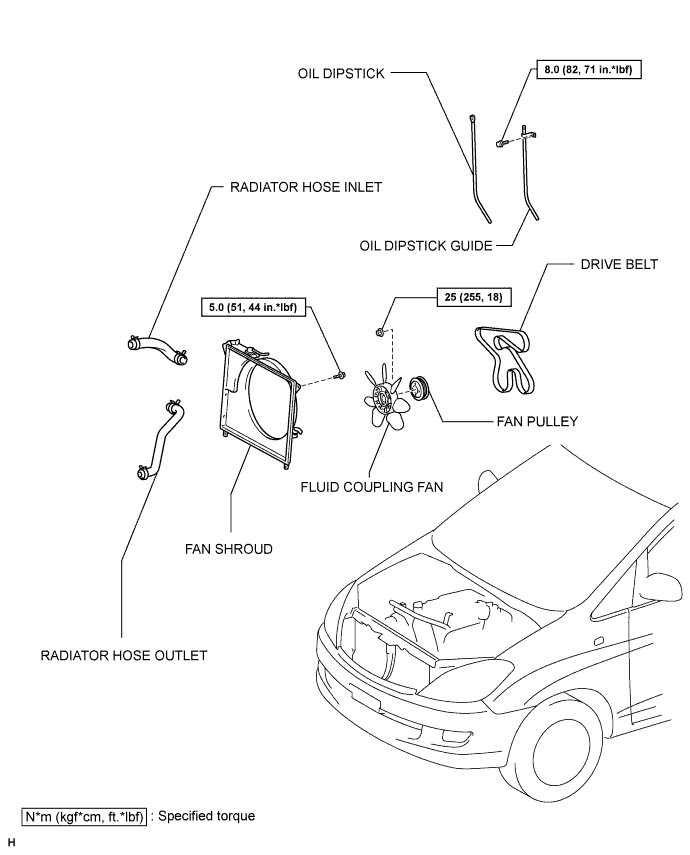 8.0 (82, 71 in.*lbf)
OIL DIPSTICK
RADIATOR HOSE INLET
OIL DIPSTICK GUIDE
DRIVE BELT
25 (255, 18)
5.0 (51, 44 in.*lbf)
FAN PULLEY
FLUID COUPLING FAN
FAN SHROUD
RADIATOR HOSE OUTLET
N*m (kgf*cm, ft.*lbf) : Specified torque
H